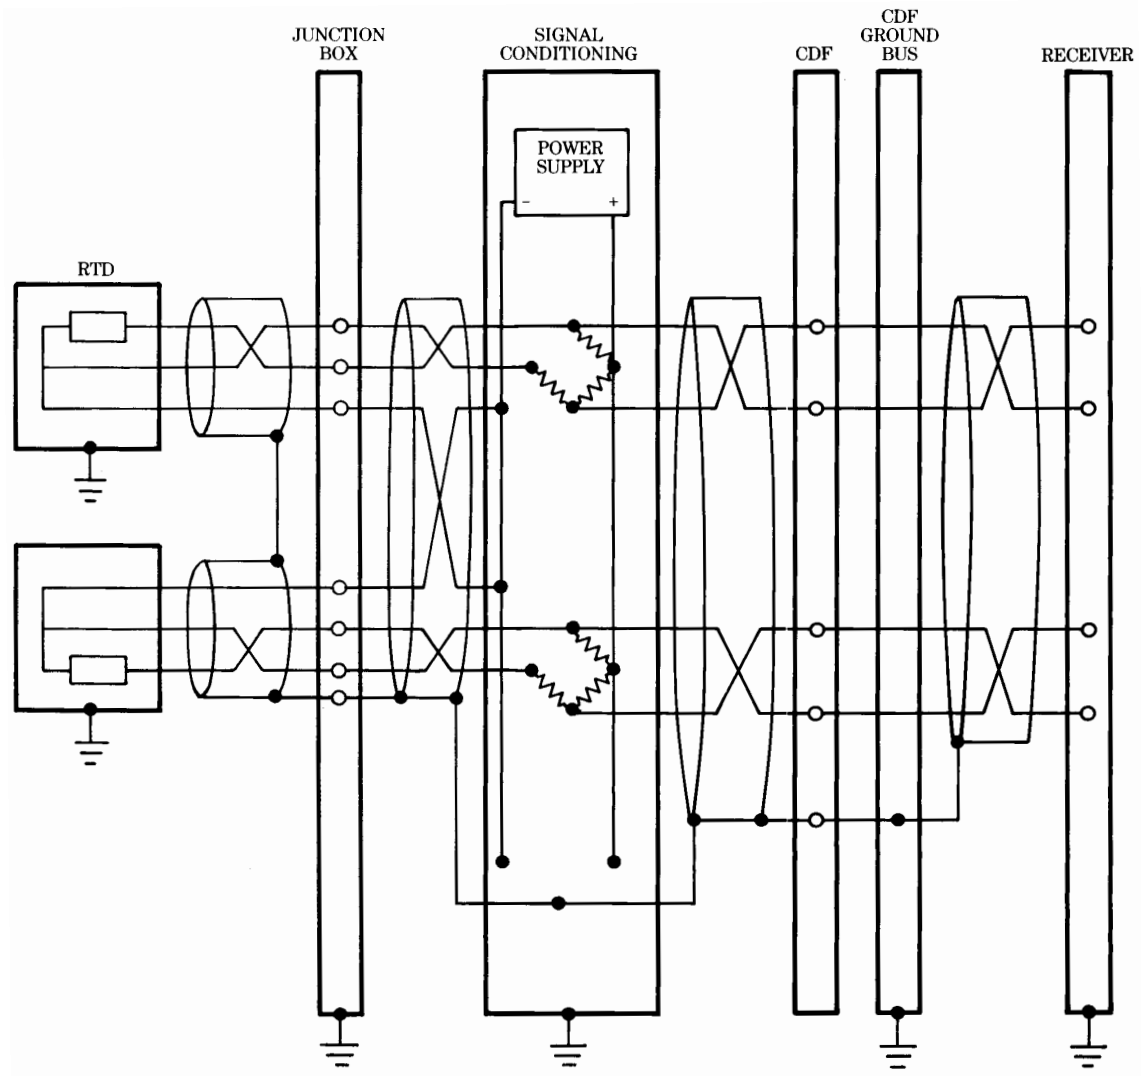 JUNCTION
BOX
SIGNAL
CONDITIONING
CDF
CDF
GROUND
BUS
RECEIVER
POWER
SUPPLY
- +
RTD